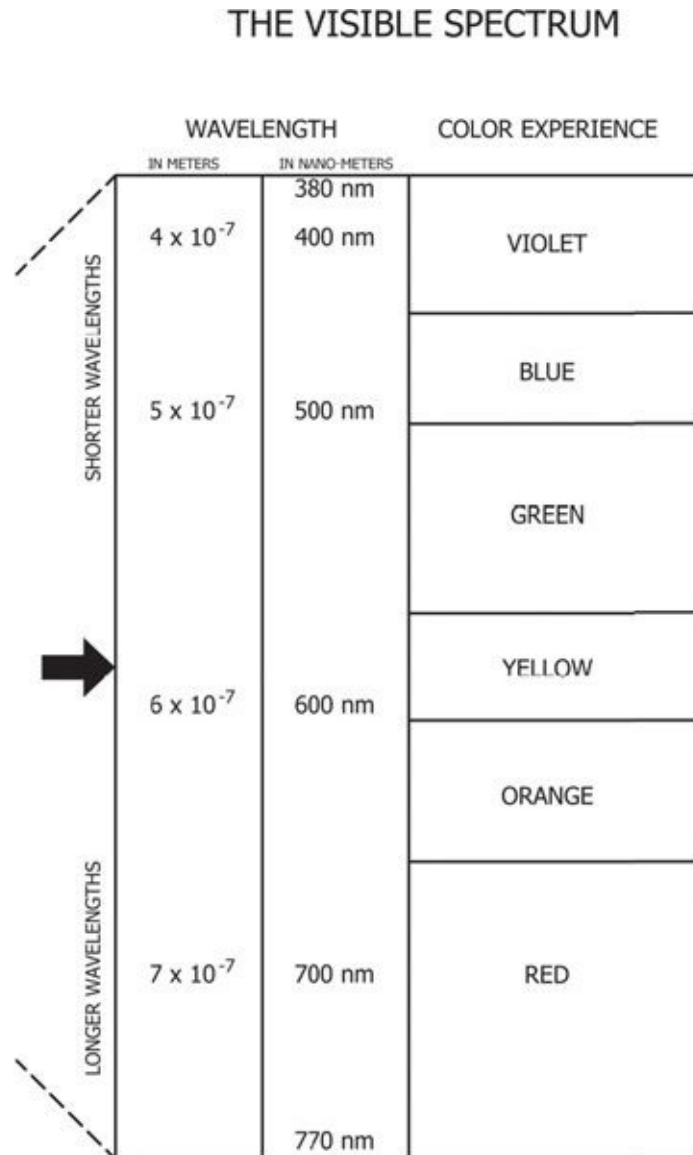 THE VISIBLE SPECTRUM
WAVELENGTH COLOR EXPERIENCE
IN METERS IN NANO-METERS
380 nm
4 x 10⁻⁷ 400 nm VIOLET
SHORTER WAVELENGTHS
BLUE
5 x 10⁻⁷ 500 nm
GREEN
YELLOW
6 x 10⁻⁷ 600 nm
ORANGE
LONGER WAVELENGTHS
7 x 10⁻⁷ 700 nm RED
770 nm